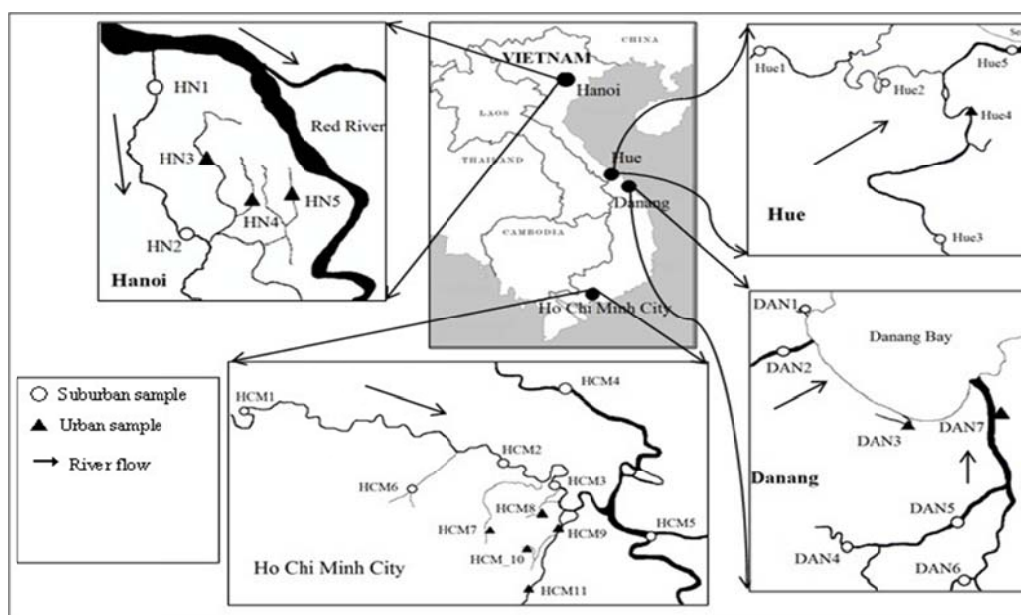 HN1
Red River
HN3
HN5
HN4
HN2
Hanoi
CHINA
VIETNAM
Hanoi
LAOS
THAILAND
Hue
Danang
CAMBODIA
Ho Chi Minh City
Hue1
Hue5
Hue2
Hue4
Hue
Hue3
DAN1
Danang Bay
DAN2
DAN3
DAN7
Danang
DAN5
DAN4
DAN6
Suburban sample
Urban sample
River flow
HCM1
HCM4
HCM2
HCM3
HCM6
HCM8
HCM7
HCM9
HCM5
HCM_10
Ho Chi Minh City
HCM11